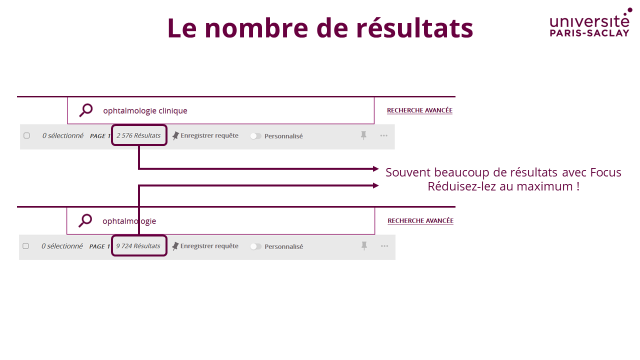 Le nombre de résultats
université
PARIS-SACLAY
ophtalmologie clinique
RECHERCHE AVANCÉE
0 sélectionné PAGE 1 2 576 Résultats Enregistrer requête Personnalisé
Souvent beaucoup de résultats avec Focus
Réduisez-lez au maximum !
ophtalmologie
RECHERCHE AVANCÉE
0 sélectionné PAGE 1 9 724 Résultats Enregistrer requête Personnalisé